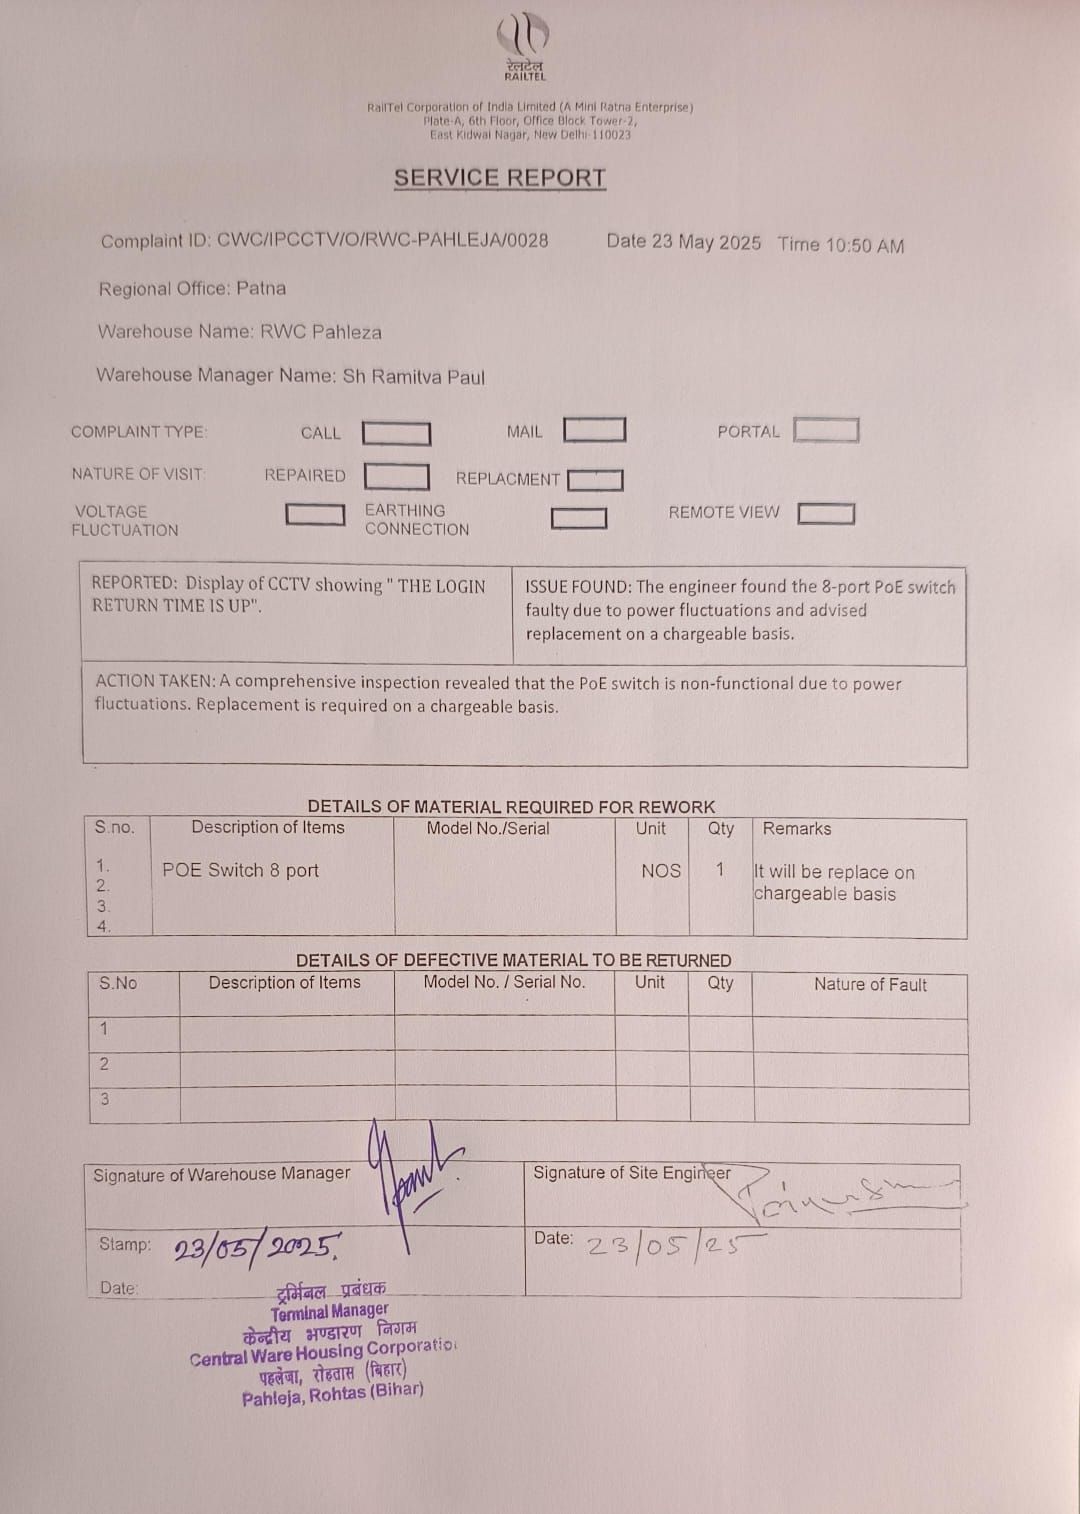 रेलटेल
RAILTEL
RailTel Corporation of India Limited (A Mini Ratna Enterprise)
Plate-A, 6th Floor, Office Block Tower-2,
East Kidwai Nagar, New Delhi-110023
SERVICE REPORT
Complaint ID: CWC/IPCCTV/O/RWC-PAHLEJA/0028 Date 23 May 2025 Time 10:50 AM
Regional Office: Patna
Warehouse Name: RWC Pahleza
Warehouse Manager Name: Sh Ramitva Paul
COMPLAINT TYPE: CALL MAIL PORTAL
NATURE OF VISIT: REPAIRED REPLACMENT
VOLTAGE FLUCTUATION EARTHING CONNECTION REMOTE VIEW
REPORTED: Display of CCTV showing " THE LOGIN
RETURN TIME IS UP".
ISSUE FOUND: The engineer found the 8-port PoE switch
faulty due to power fluctuations and advised
replacement on a chargeable basis.
ACTION TAKEN: A comprehensive inspection revealed that the PoE switch is non-functional due to power
fluctuations. Replacement is required on a chargeable basis.
DETAILS OF MATERIAL REQUIRED FOR REWORK
S.no. Description of Items Model No./Serial Unit Qty Remarks
1. POE Switch 8 port NOS 1 It will be replace on
2. chargeable basis
3.
4.
DETAILS OF DEFECTIVE MATERIAL TO BE RETURNED
S.No Description of Items Model No. / Serial No. Unit Qty Nature of Fault
1
2
3
Signature of Warehouse Manager
Signature of Site Engineer
Stamp: 23/05/2025.
Date: 23/05/25
Date:
टर्मिनल प्रबंधक
Terminal Manager
केन्द्रीय भण्डारण निगम
Central Ware Housing Corporatio
पहलेजा, रोहतास (बिहार)
Pahleja, Rohtas (Bihar)